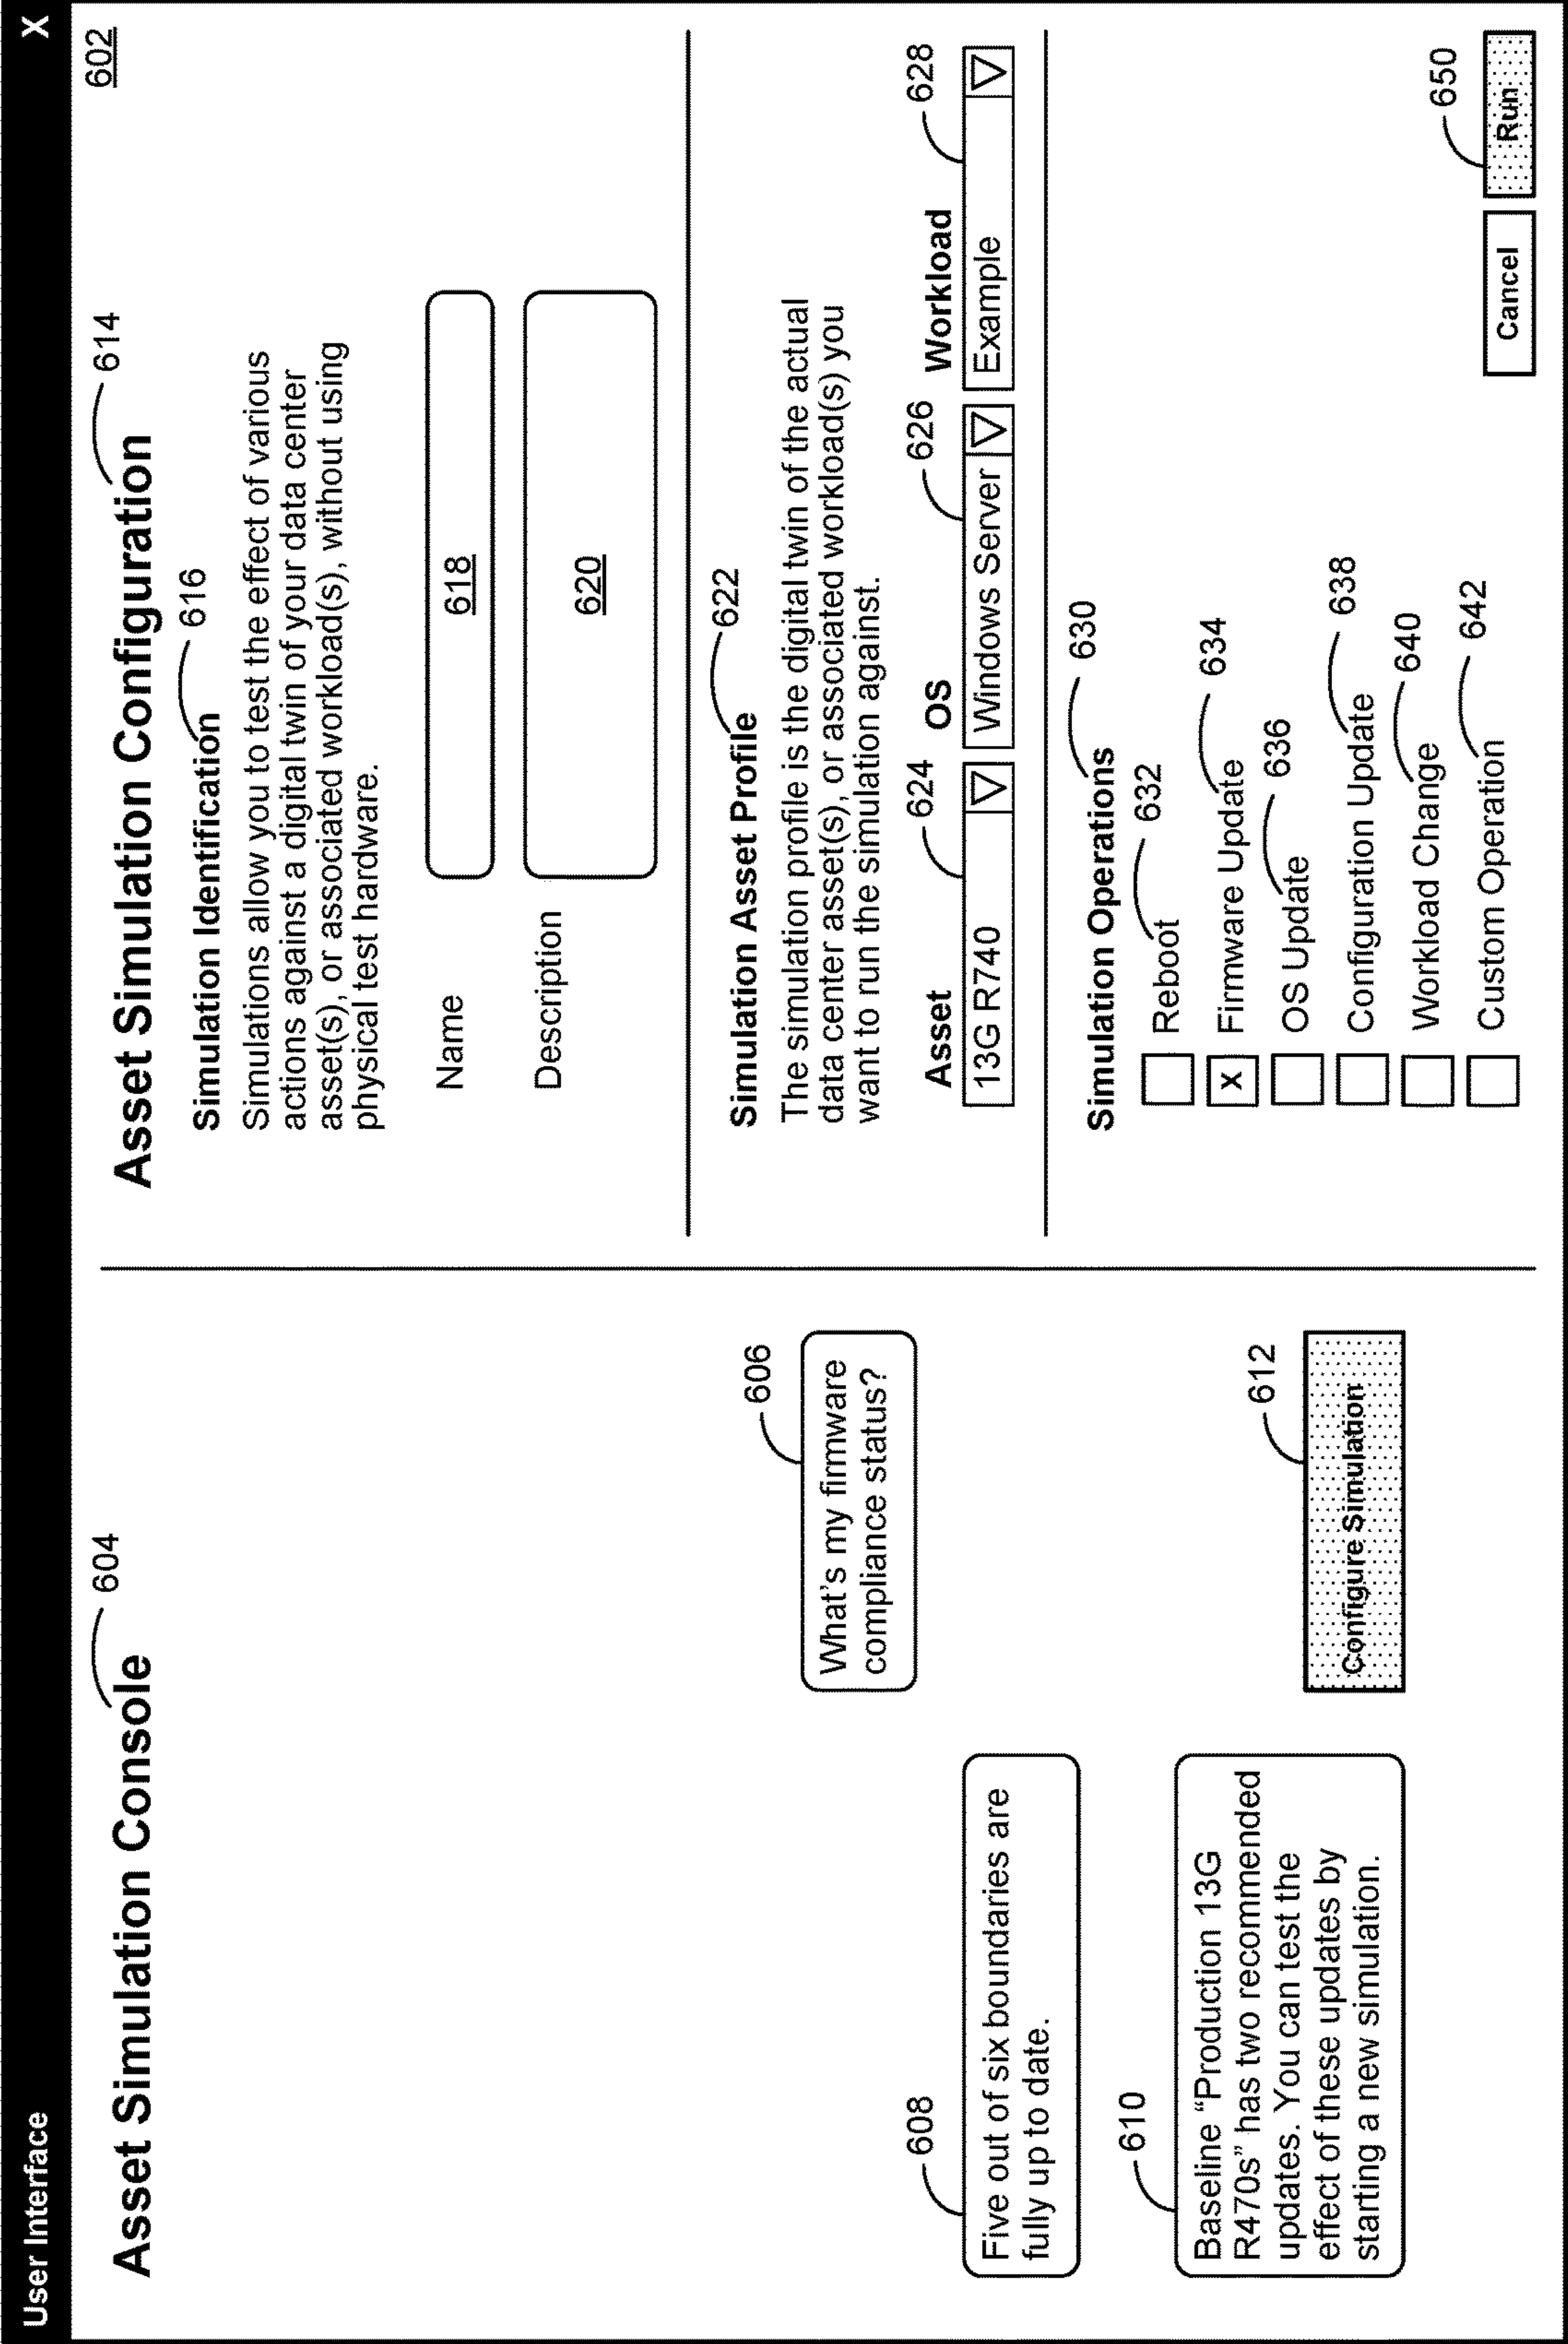 User Interface X
602
Asset Simulation Console 604
606
What's my firmware
compliance status?
608
Five out of six boundaries are
fully up to date.
610
Baseline “Production 13G
R470s” has two recommended
updates. You can test the
effect of these updates by
starting a new simulation.
612
Configure Simulation
Asset Simulation Configuration 614
Simulation Identification 616
Simulations allow you to test the effect of various
actions against a digital twin of your data center
asset(s), or associated workload(s), without using
physical test hardware.
Name 618
Description 620
Simulation Asset Profile 622
The simulation profile is the digital twin of the actual
data center asset(s), or associated workload(s) you
want to run the simulation against.
Asset 624 OS 626 Workload 628
13G R740 Windows Server Example
Simulation Operations 630
Reboot 632
X Firmware Update 634
OS Update 636
Configuration Update 638
Workload Change 640
Custom Operation 642
650
Cancel Run